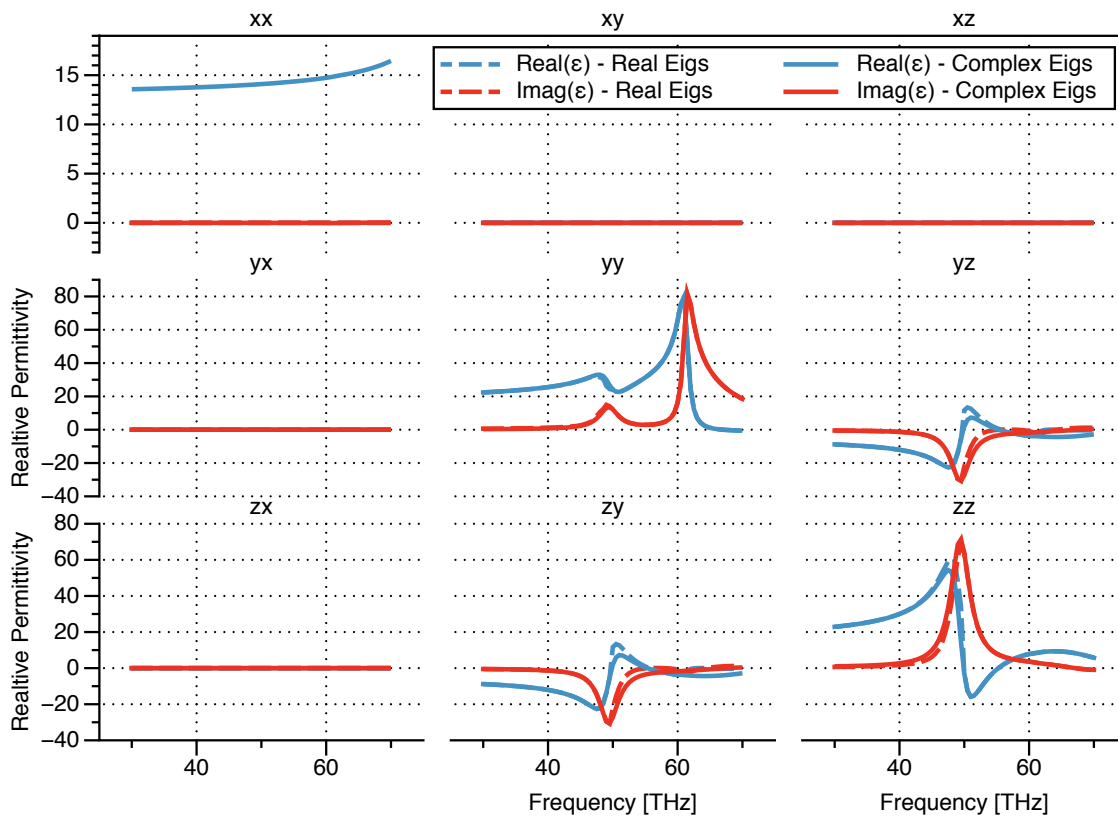 xx xy xz
Real(ε) - Real Eigs Real(ε) - Complex Eigs
Imag(ε) - Real Eigs Imag(ε) - Complex Eigs
15
10
5
0
yx yy yz
Realtive Permittivity
80
60
40
20
0
−20
−40
zx zy zz
Realtive Permittivity
80
60
40
20
0
−20
−40
40 60 40 60 40 60
Frequency [THz] Frequency [THz]